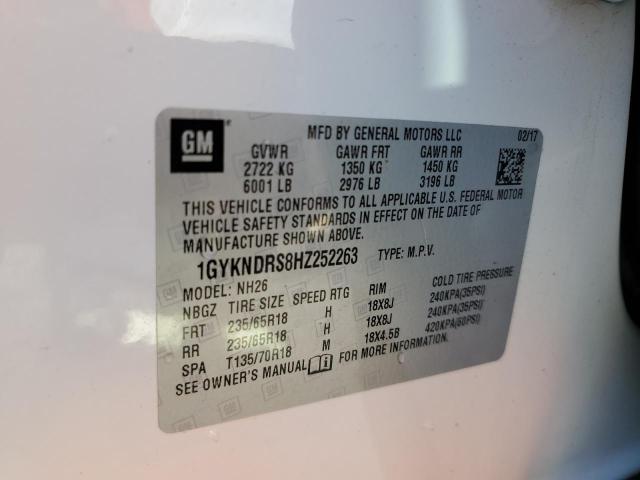 GM
MFD BY GENERAL MOTORS LLC 02/17
GVWR GAWR FRT GAWR RR
2722 KG 1350 KG 1450 KG
6001 LB 2976 LB 3196 LB
THIS VEHICLE CONFORMS TO ALL APPLICABLE U.S. FEDERAL MOTOR
VEHICLE SAFETY STANDARDS IN EFFECT ON THE DATE OF
MANUFACTURE SHOWN ABOVE.
1GYKNDRS8HZ252263 TYPE: M.P.V.
MODEL: NH26
NBGZ TIRE SIZE SPEED RTG RIM COLD TIRE PRESSURE
FRT 235/65R18 H 18X8J 240KPA(35PSI)
RR 235/65R18 H 18X8J 240KPA(35PSI)
SPA T135/70R18 M 18X4.5B 420KPA(60PSI)
SEE OWNER'S MANUAL FOR MORE INFORMATION.